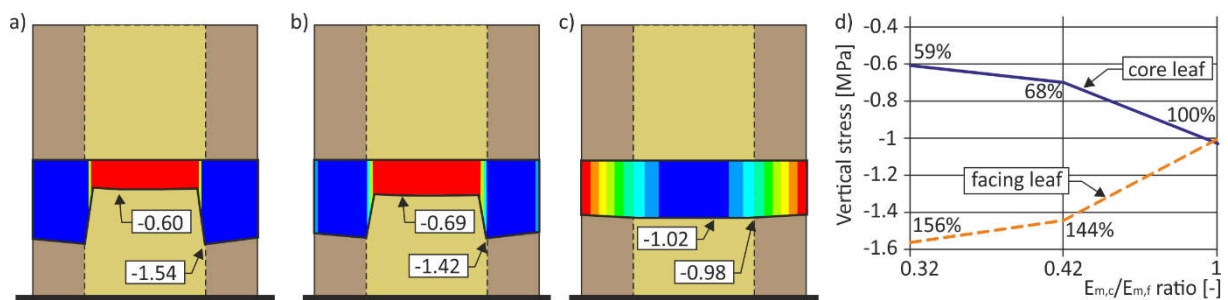 a)
-0.60
-1.54
b)
-0.69
-1.42
c)
-1.02
-0.98
d)
Vertical stress [MPa]
-0.4
-0.6
-0.8
-1
-1.2
-1.4
-1.6
59%
68%
100%
core leaf
facing leaf
156%
144%
0.32
0.42
1
Em,c/Em,f ratio [-]